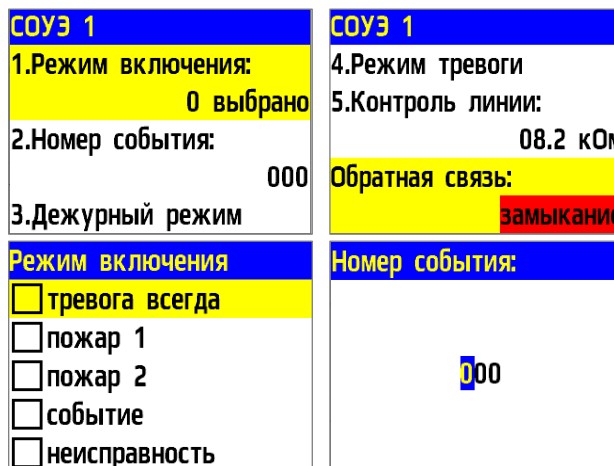 СОУЭ 1
1.Режим включения:
0 выбрано
2.Номер события:
000
3.Дежурный режим
СОУЭ 1
4.Режим тревоги
5.Контроль линии:
08.2 кОм
Обратная связь:
замыкание
Режим включения
тревога всегда
пожар 1
пожар 2
событие
неисправность
Номер события:
000